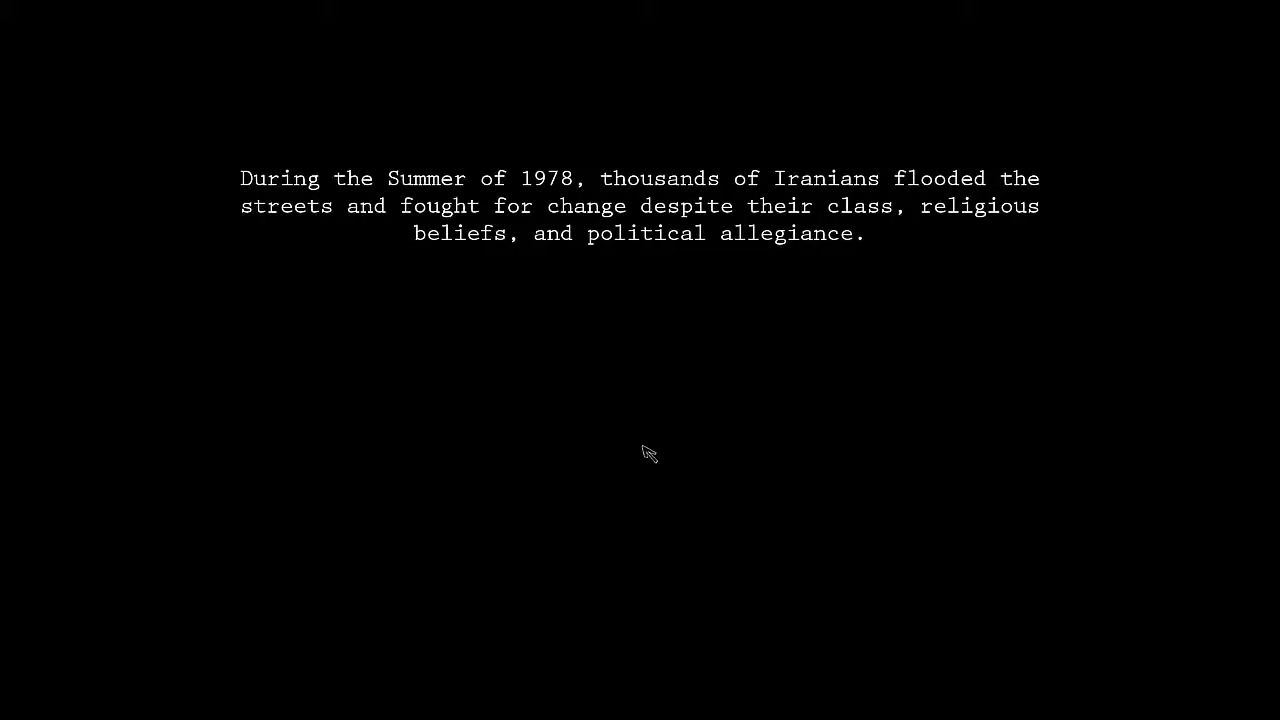 During the Summer of 1978, thousands of Iranians flooded the
streets and fought for change despite their class, religious
beliefs, and political allegiance.